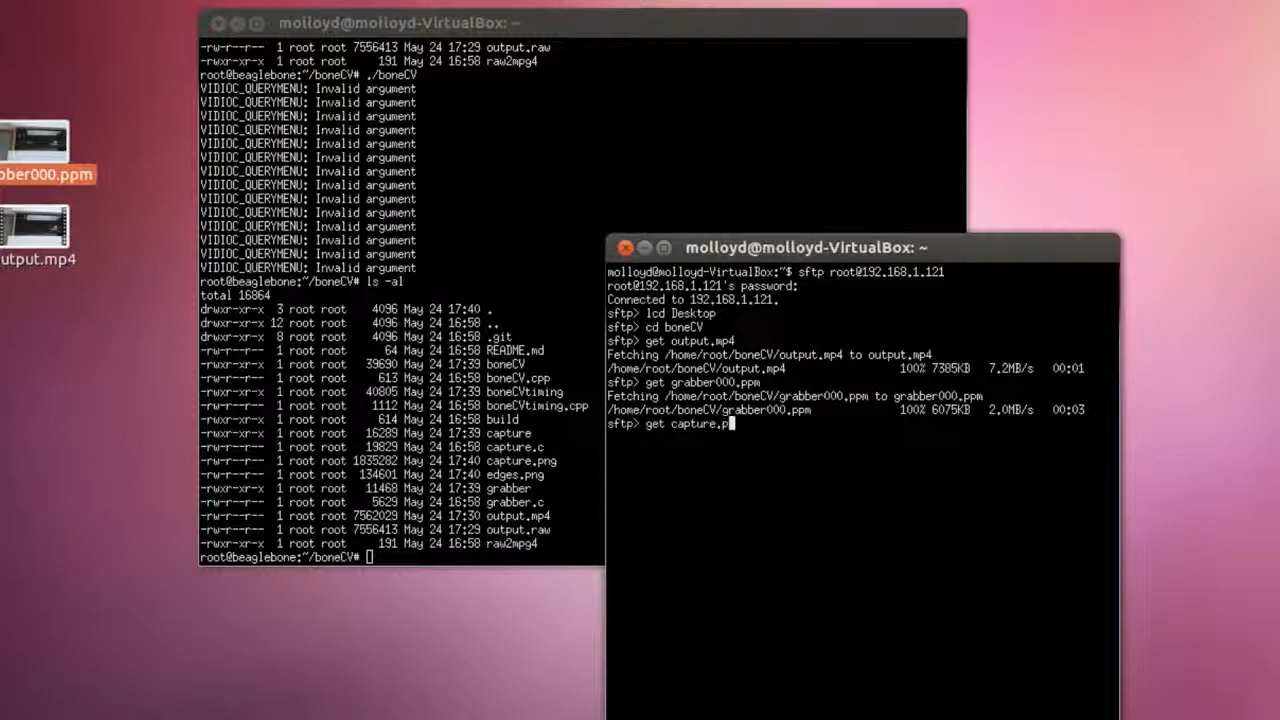 molloyd@molloyd-VirtualBox: ~
-rw-r--r-- 1 root root 7556413 May 24 17:29 output.raw
-rwxr-xr-x 1 root root 191 May 24 16:58 raw2mpg4
root@beaglebone:~/boneCV# ./boneCV
VIDIOC_QUERYMENU: Invalid argument
VIDIOC_QUERYMENU: Invalid argument
VIDIOC_QUERYMENU: Invalid argument
VIDIOC_QUERYMENU: Invalid argument
VIDIOC_QUERYMENU: Invalid argument
VIDIOC_QUERYMENU: Invalid argument
VIDIOC_QUERYMENU: Invalid argument
VIDIOC_QUERYMENU: Invalid argument
VIDIOC_QUERYMENU: Invalid argument
VIDIOC_QUERYMENU: Invalid argument
VIDIOC_QUERYMENU: Invalid argument
VIDIOC_QUERYMENU: Invalid argument
VIDIOC_QUERYMENU: Invalid argument
VIDIOC_QUERYMENU: Invalid argument
root@beaglebone:~/boneCV# ls -al
total 16864
drwxr-xr-x 3 root root 4096 May 24 17:40 .
drwxr-xr-x 12 root root 4096 May 24 16:58 ..
drwxr-xr-x 8 root root 4096 May 24 16:58 .git
-rw-r--r-- 1 root root 64 May 24 16:58 README.md
-rwxr-xr-x 1 root root 39690 May 24 17:39 boneCV
-rw-r--r-- 1 root root 613 May 24 16:58 boneCV.cpp
-rwxr-xr-x 1 root root 40805 May 24 17:39 boneCVtiming
-rw-r--r-- 1 root root 1112 May 24 16:58 boneCVtiming.cpp
-rwxr-xr-x 1 root root 614 May 24 16:58 build
-rwxr-xr-x 1 root root 16289 May 24 17:39 capture
-rw-r--r-- 1 root root 19829 May 24 16:58 capture.c
-rw-r--r-- 1 root root 1835282 May 24 17:40 capture.png
-rw-r--r-- 1 root root 134601 May 24 17:40 edges.png
-rwxr-xr-x 1 root root 11468 May 24 17:39 grabber
-rw-r--r-- 1 root root 5629 May 24 16:58 grabber.c
-rw-r--r-- 1 root root 7562029 May 24 17:30 output.mp4
-rw-r--r-- 1 root root 7556413 May 24 17:29 output.raw
-rwxr-xr-x 1 root root 191 May 24 16:58 raw2mpg4
root@beaglebone:~/boneCV#
bber000.ppm
utput.mp4
molloyd@molloyd-VirtualBox: ~
molloyd@molloyd-VirtualBox:~$ sftp root@192.168.1.121
root@192.168.1.121's password:
Connected to 192.168.1.121.
sftp> lcd Desktop
sftp> cd boneCV
sftp> get output.mp4
Fetching /home/root/boneCV/output.mp4 to output.mp4
/home/root/boneCV/output.mp4 100% 7385KB 7.2MB/s 00:01
sftp> get grabber000.ppm
Fetching /home/root/boneCV/grabber000.ppm to grabber000.ppm
/home/root/boneCV/grabber000.ppm 100% 6075KB 2.0MB/s 00:03
sftp> get capture.p